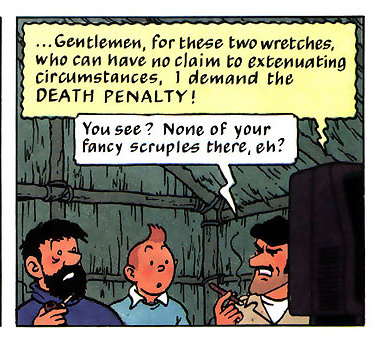 ...Gentlemen, for these two wretches,
who can have no claim to extenuating
circumstances, I demand the
DEATH PENALTY!
You see? None of your
fancy scruples there, eh?